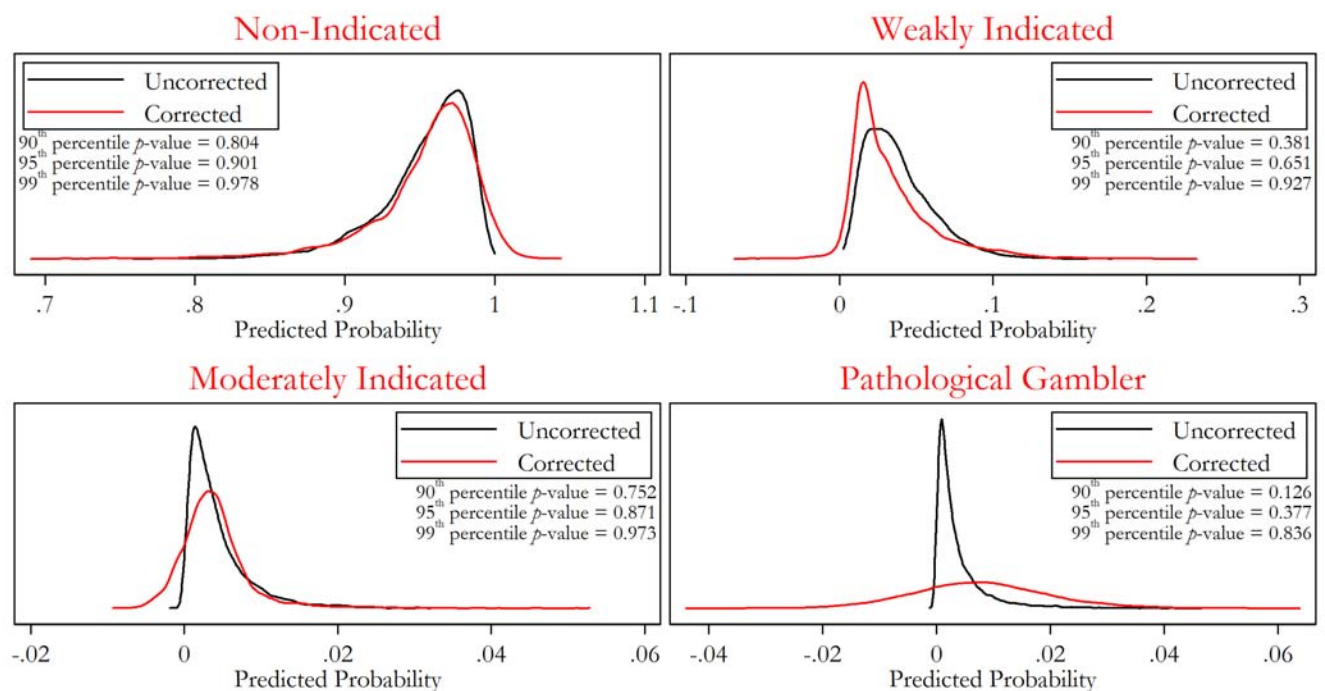 Non-Indicated
Uncorrected
Corrected
90th percentile p-value = 0.804
95th percentile p-value = 0.901
99th percentile p-value = 0.978
.7 .8 .9 1 1.1
Predicted Probability
Weakly Indicated
Uncorrected
Corrected
90th percentile p-value = 0.381
95th percentile p-value = 0.651
99th percentile p-value = 0.927
-.1 0 .1 .2 .3
Predicted Probability
Moderately Indicated
Uncorrected
Corrected
90th percentile p-value = 0.752
95th percentile p-value = 0.871
99th percentile p-value = 0.973
-.02 0 .02 .04 .06
Predicted Probability
Pathological Gambler
Uncorrected
Corrected
90th percentile p-value = 0.126
95th percentile p-value = 0.377
99th percentile p-value = 0.836
-.04 -.02 0 .02 .04 .06
Predicted Probability